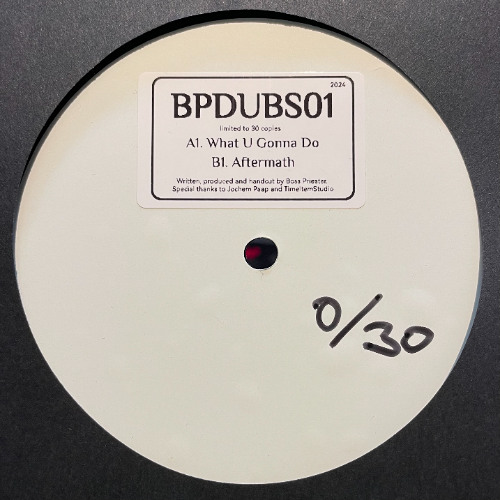 2024
BPDUBS01
limited to 30 copies
A1. What U Gonna Do
B1. Aftermath
Written, produced and handout by Boss Priester
Special thanks to Jochem Paap and TimeItemStudio
0/30